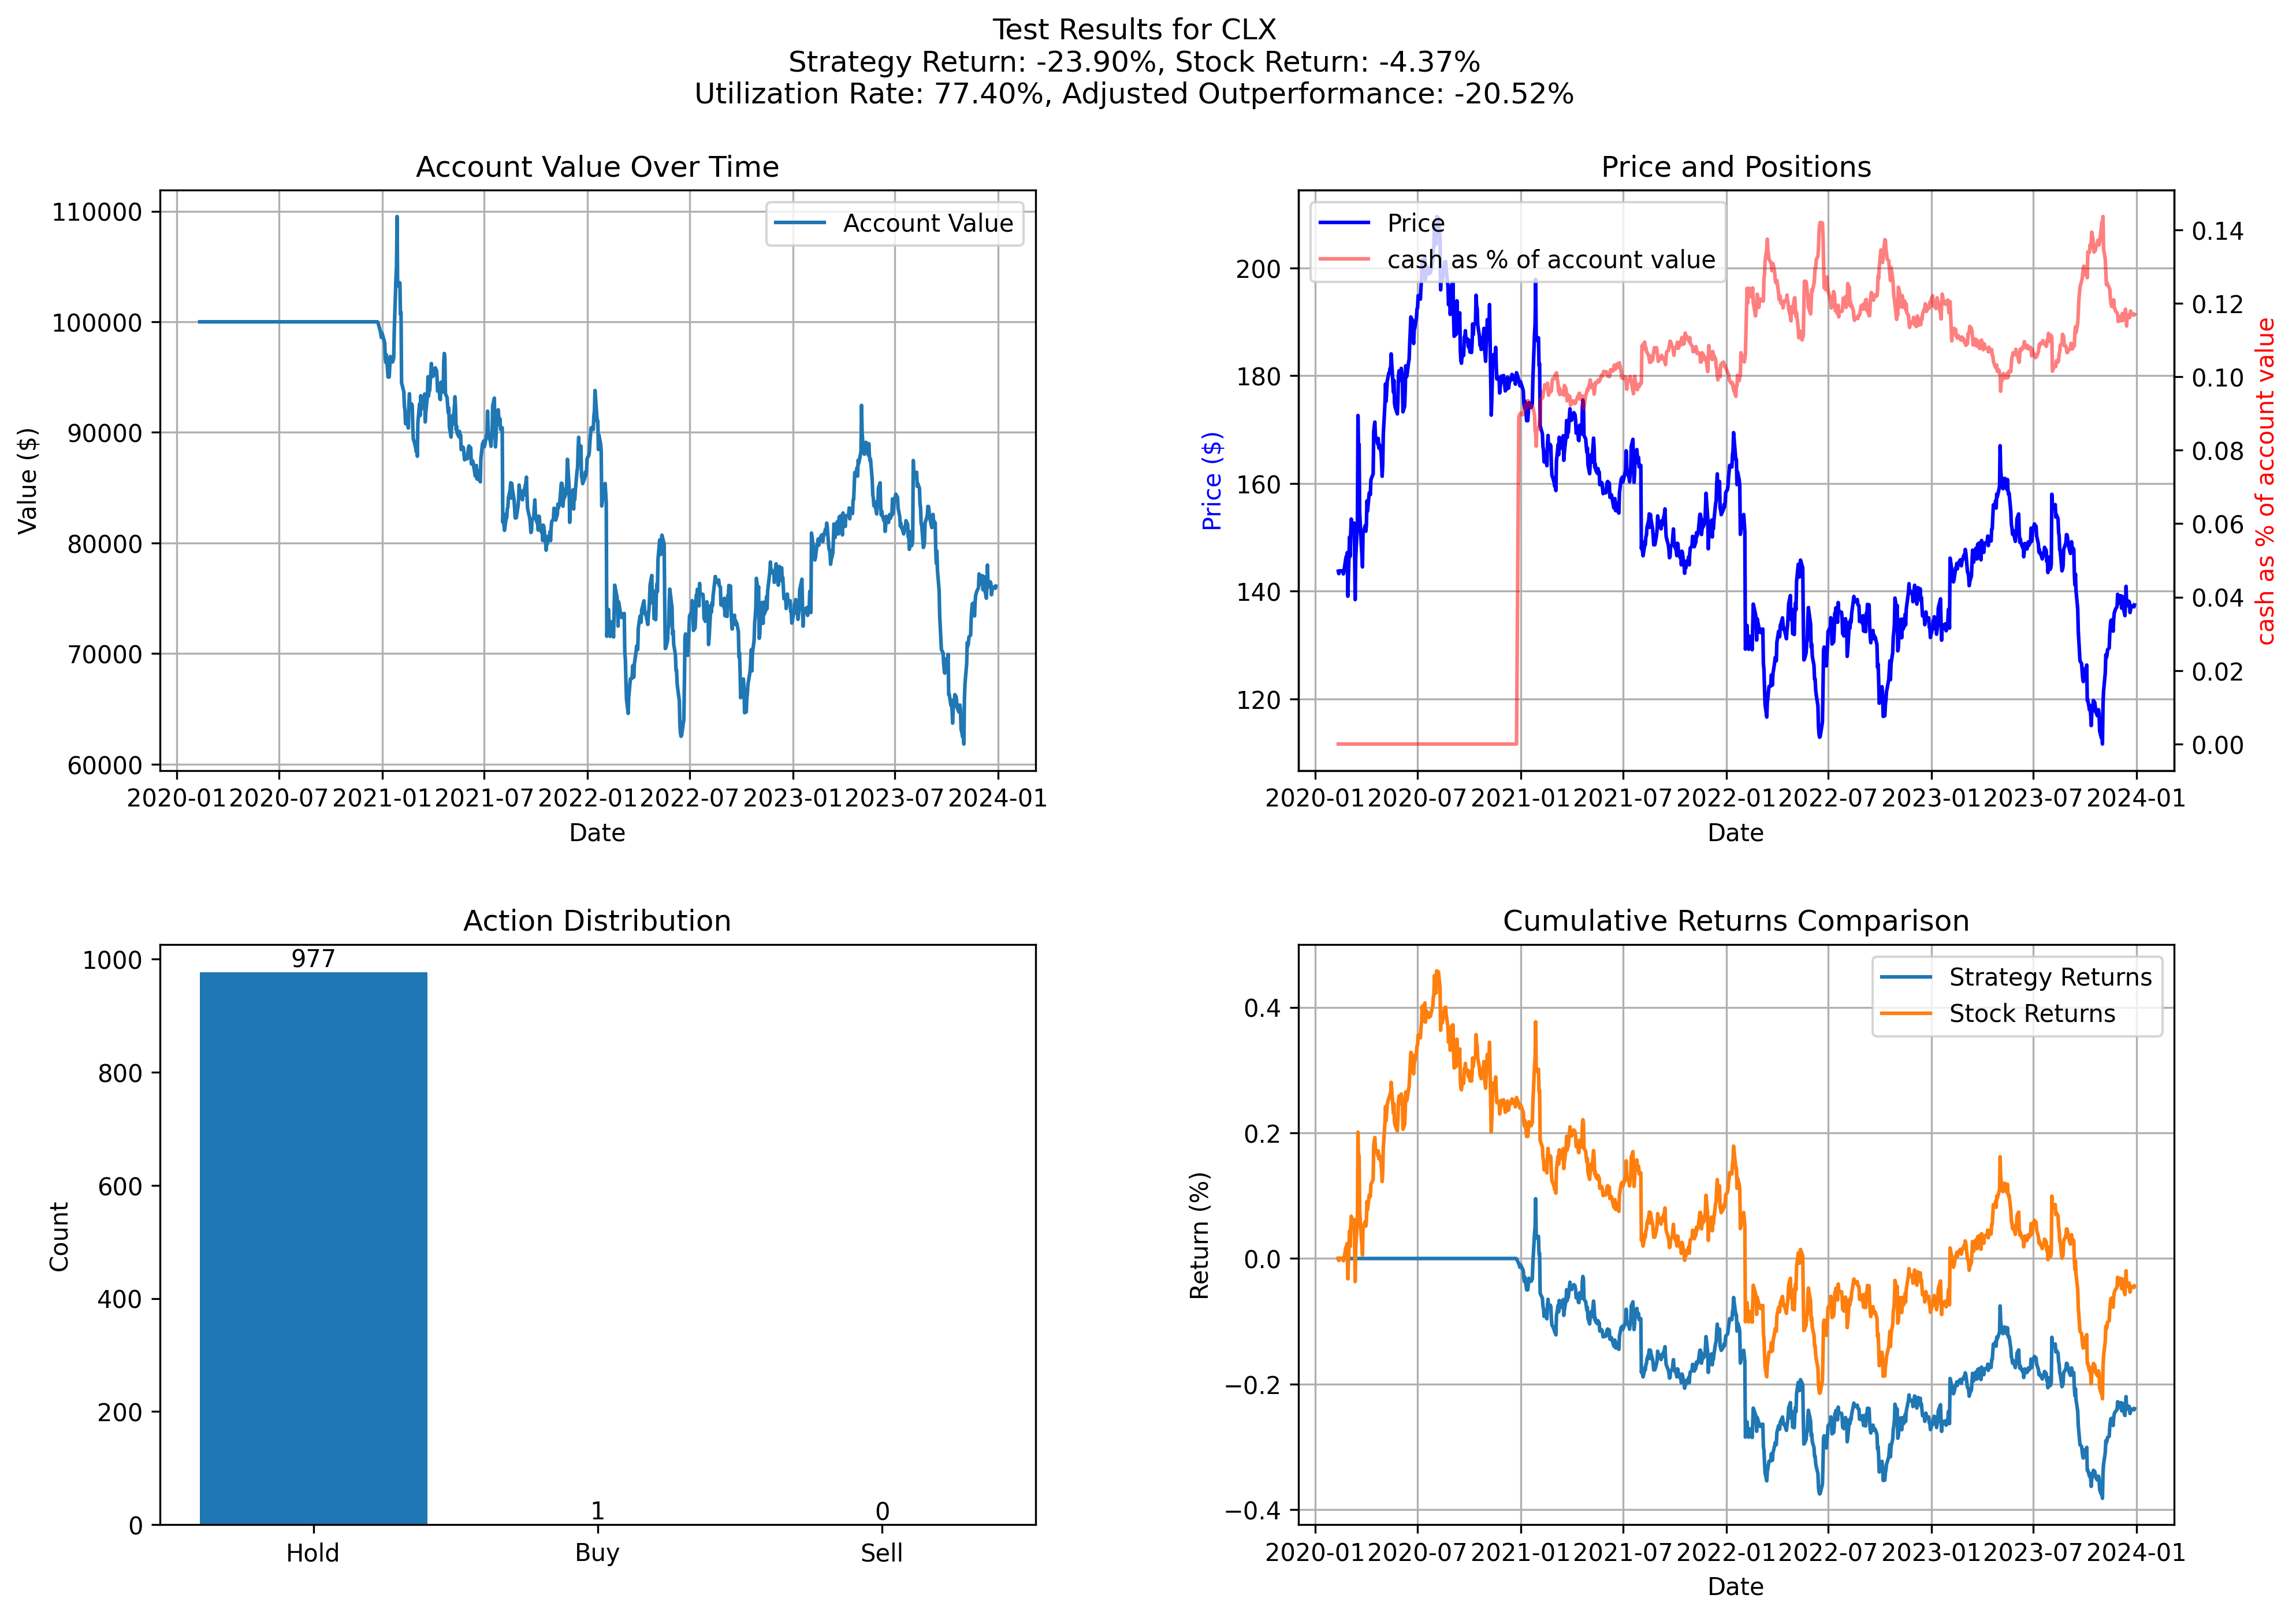 Test Results for CLX
Strategy Return: -23.90%, Stock Return: -4.37%
Utilization Rate: 77.40%, Adjusted Outperformance: -20.52%
Account Value Over Time
Account Value
110000
100000
90000
80000
70000
60000
Value ($)
2020-01 2020-07 2021-01 2021-07 2022-01 2022-07 2023-01 2023-07 2024-01
Date
Price and Positions
Price
cash as % of account value
200
180
160
140
120
Price ($)
0.14
0.12
0.10
0.08
0.06
0.04
0.02
0.00
cash as % of account value
2020-01 2020-07 2021-01 2021-07 2022-01 2022-07 2023-01 2023-07 2024-01
Date
Action Distribution
1000
800
600
400
200
0
Count
977
1
0
Hold Buy Sell
Cumulative Returns Comparison
Strategy Returns
Stock Returns
0.4
0.2
0.0
−0.2
−0.4
Return (%)
2020-01 2020-07 2021-01 2021-07 2022-01 2022-07 2023-01 2023-07 2024-01
Date